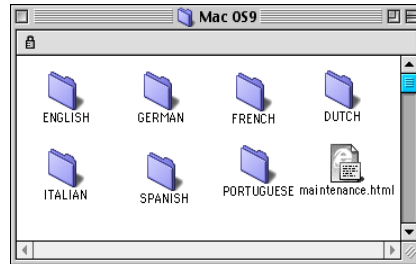 Mac OS9
ENGLISH
GERMAN
FRENCH
DUTCH
ITALIAN
SPANISH
PORTUGUESE
maintenance.html